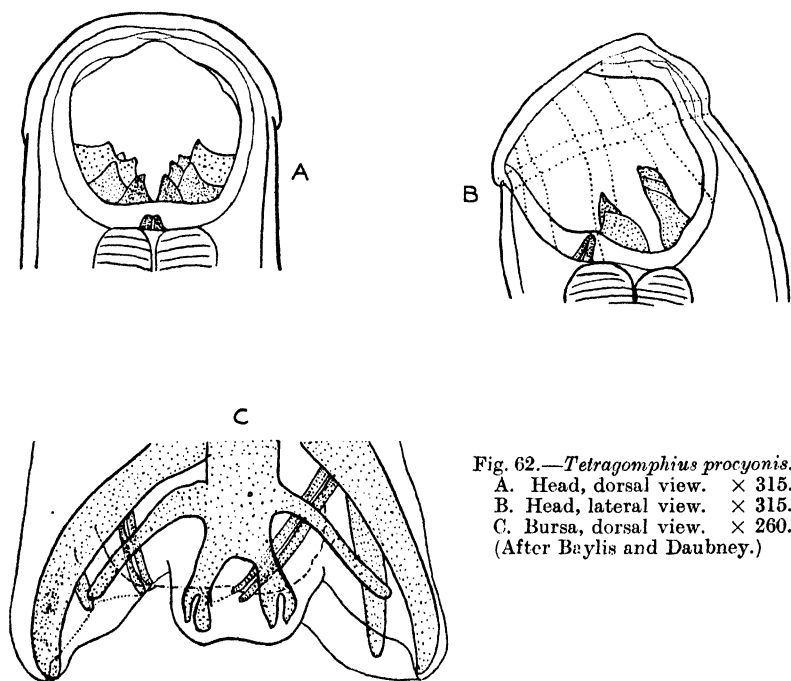 A
B
C
Fig. 62.—Tetragomphius procyonis.
A. Head, dorsal view. × 315.
B. Head, lateral view. × 315.
C. Bursa, dorsal view. × 260.
(After Baylis and Daubney.)